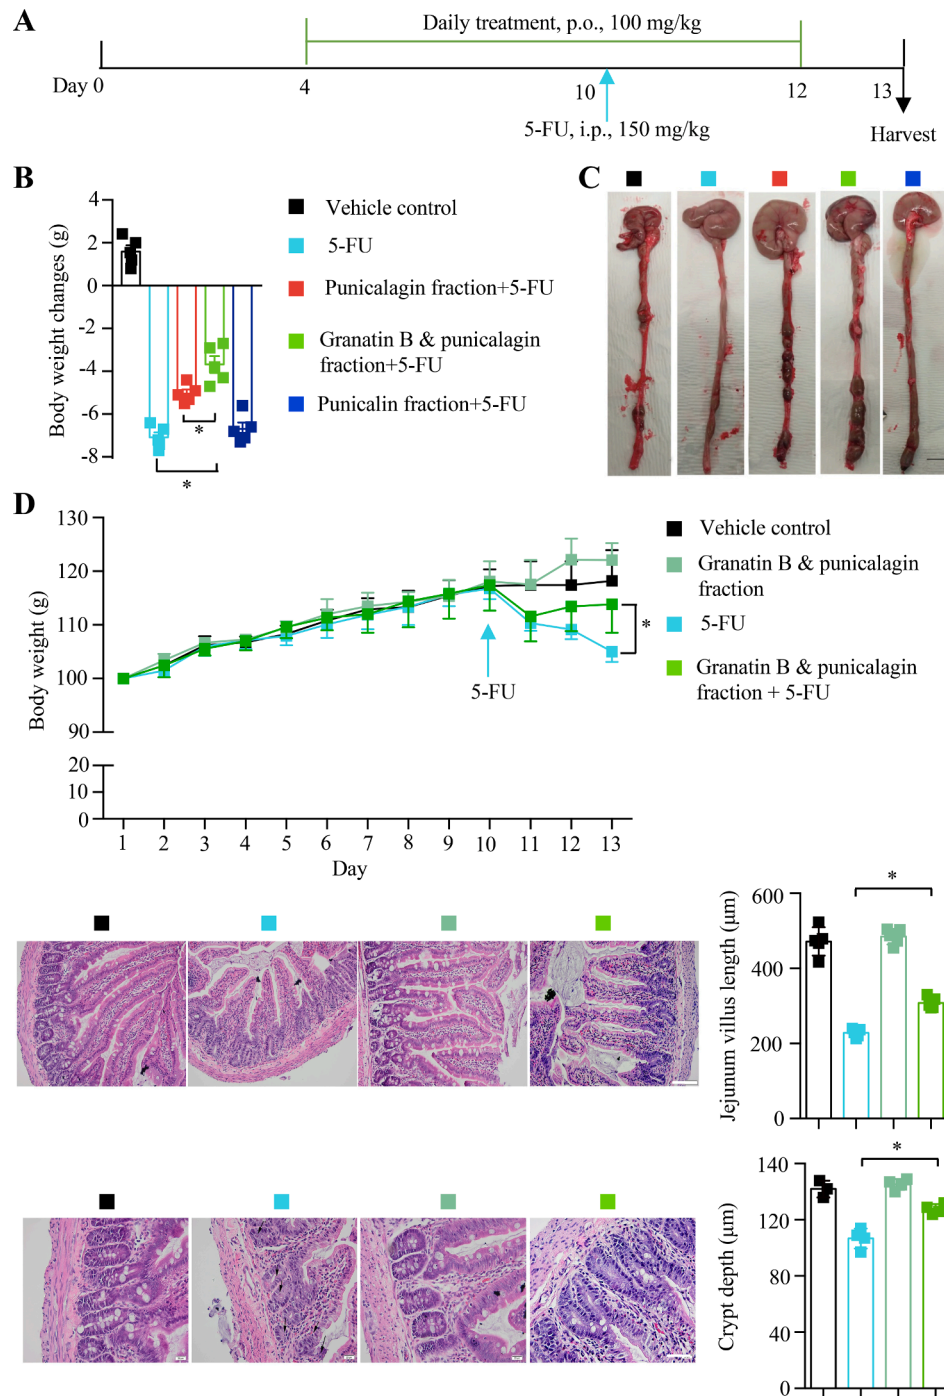 A
Daily treatment, p.o., 100 mg/kg
Day 0
4
10
12
13
5-FU, i.p., 150 mg/kg
Harvest
B
Body weight changes (g)
4
2
0
-2
-4
-6
-8
*
*
Vehicle control
5-FU
Punicalagin fraction+5-FU
Granatin B & punicalagin
fraction+5-FU
Punicalin fraction+5-FU
C
D
Body weight (g)
130
120
110
100
90
20
10
0
5-FU
*
1 2 3 4 5 6 7 8 9 10 11 12 13
Day
Vehicle control
Granatin B & punicalagin
fraction
5-FU
Granatin B & punicalagin
fraction + 5-FU
Jejunum villus length (µm)
600
400
200
0
*
Crypt depth (µm)
140
120
80
40
0
*